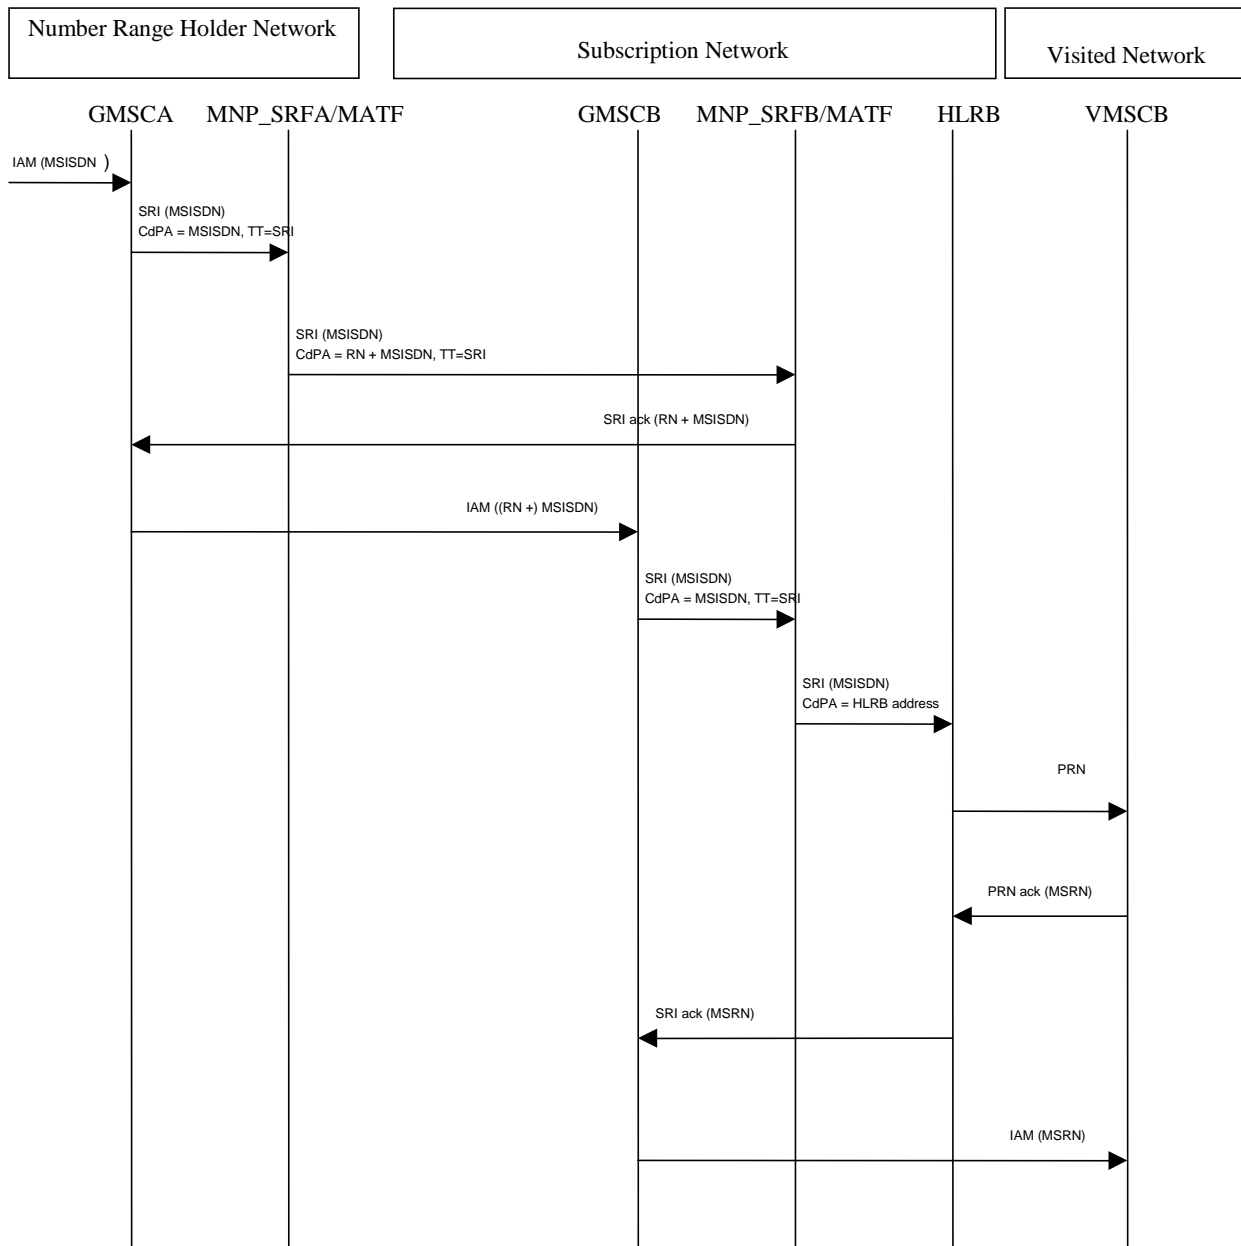 Number Range Holder Network
Subscription Network
Visited Network
GMSCA
MNP_SRFA/MATF
GMSCB
MNP_SRFB/MATF
HLRB
VMSCB
IAM (MSISDN )
SRI (MSISDN)
CdPA = MSISDN, TT=SRI
SRI (MSISDN)
CdPA = RN + MSISDN, TT=SRI
SRI ack (RN + MSISDN)
IAM ((RN +) MSISDN)
SRI (MSISDN)
CdPA = MSISDN, TT=SRI
SRI (MSISDN)
CdPA = HLRB address
PRN
PRN ack (MSRN)
SRI ack (MSRN)
IAM (MSRN)